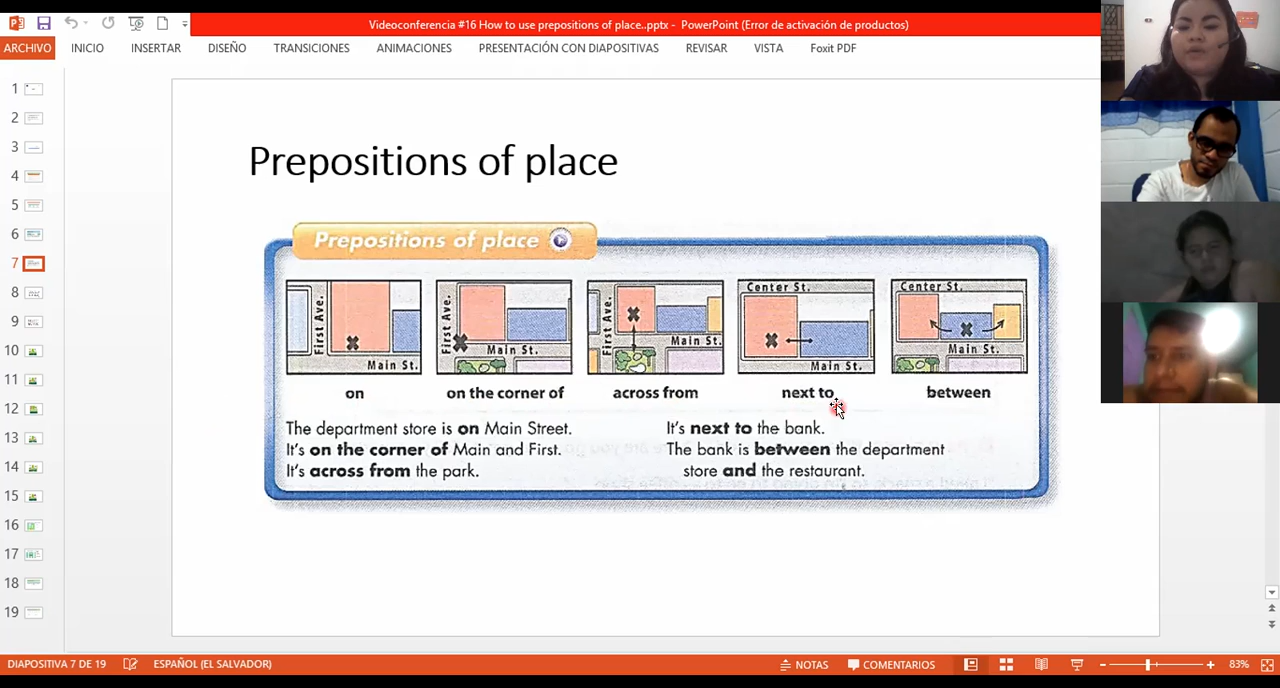 Videoconferencia #16 How to use prepositions of place..pptx - PowerPoint (Error de activación de productos)
ARCHIVO INICIO INSERTAR DISEÑO TRANSICIONES ANIMACIONES PRESENTACIÓN CON DIAPOSITIVAS REVISAR VISTA Foxit PDF
1
2
3
4
5
6
7
8
9
10
11
12
13
14
15
16
17
18
19
Prepositions of place
Prepositions of place
First Ave.
Main St.
on
First Ave.
Main St.
on the corner of
First Ave.
Main St.
across from
Center St.
Main St.
next to
Center St.
Main St.
between
The department store is on Main Street.
It's on the corner of Main and First.
It's across from the park.
It's next to the bank.
The bank is between the department
store and the restaurant.
DIAPOSITIVA 7 DE 19 ESPAÑOL (EL SALVADOR) NOTAS COMENTARIOS 83%